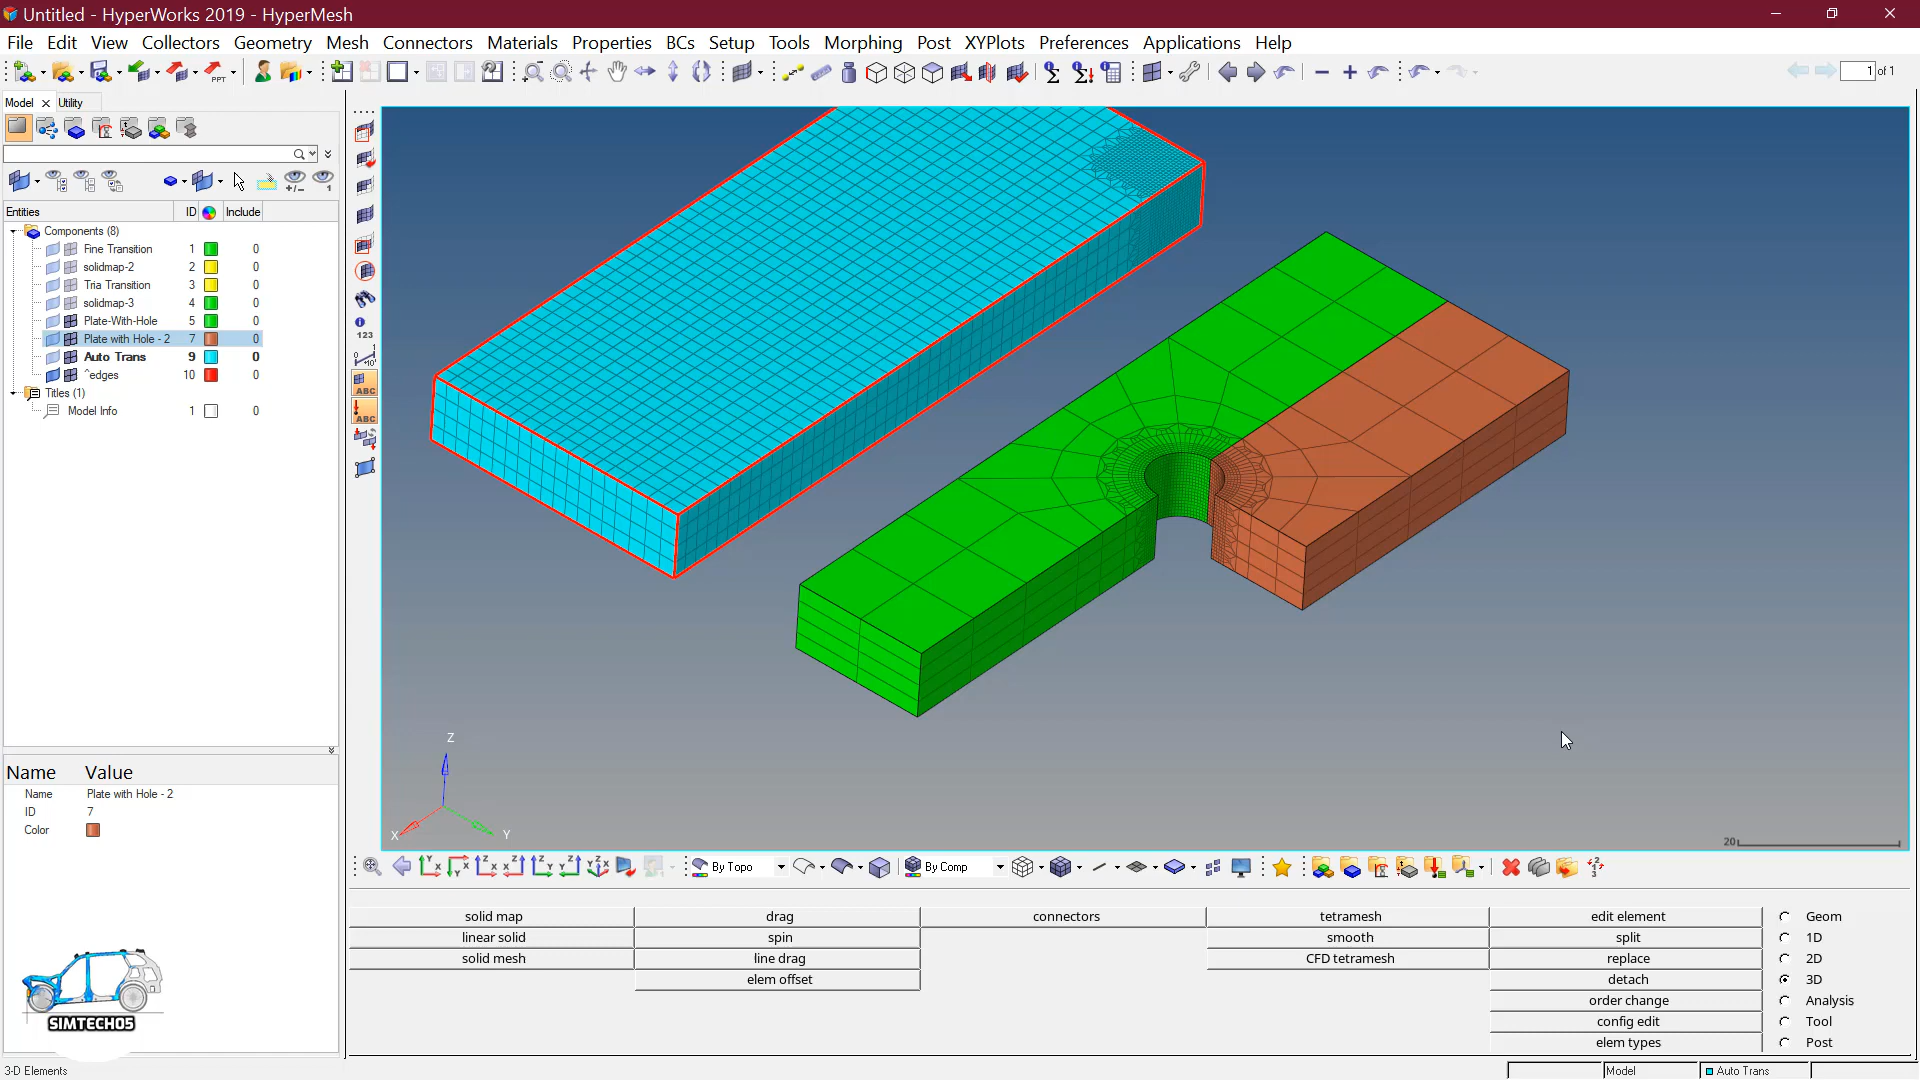 Untitled - HyperWorks 2019 - HyperMesh
File Edit View Collectors Geometry Mesh Connectors Materials Properties BCs Setup Tools Morphing Post XYPlots Preferences Applications Help
1 of 1
Model Utility
Entities ID Include
Components (8)
Fine Transition 1 0
solidmap-2 2 0
Tria Transition 3 0
solidmap-3 4 0
Plate-With-Hole 5 0
Plate with Hole - 2 7 0
Auto Trans 9 0
^edges 10 0
Titles (1)
Model Info 1 0
123
ABC
ABC
Name Value
Name Plate with Hole - 2
ID 7
Color
Z
X
Y
20
By Topo By Comp
solid map drag connectors tetramesh edit element Geom
linear solid spin smooth split 1D
solid mesh line drag CFD tetramesh replace 2D
elem offset detach 3D
order change Analysis
config edit Tool
elem types Post
SIMTECH05
3-D Elements Model Auto Trans